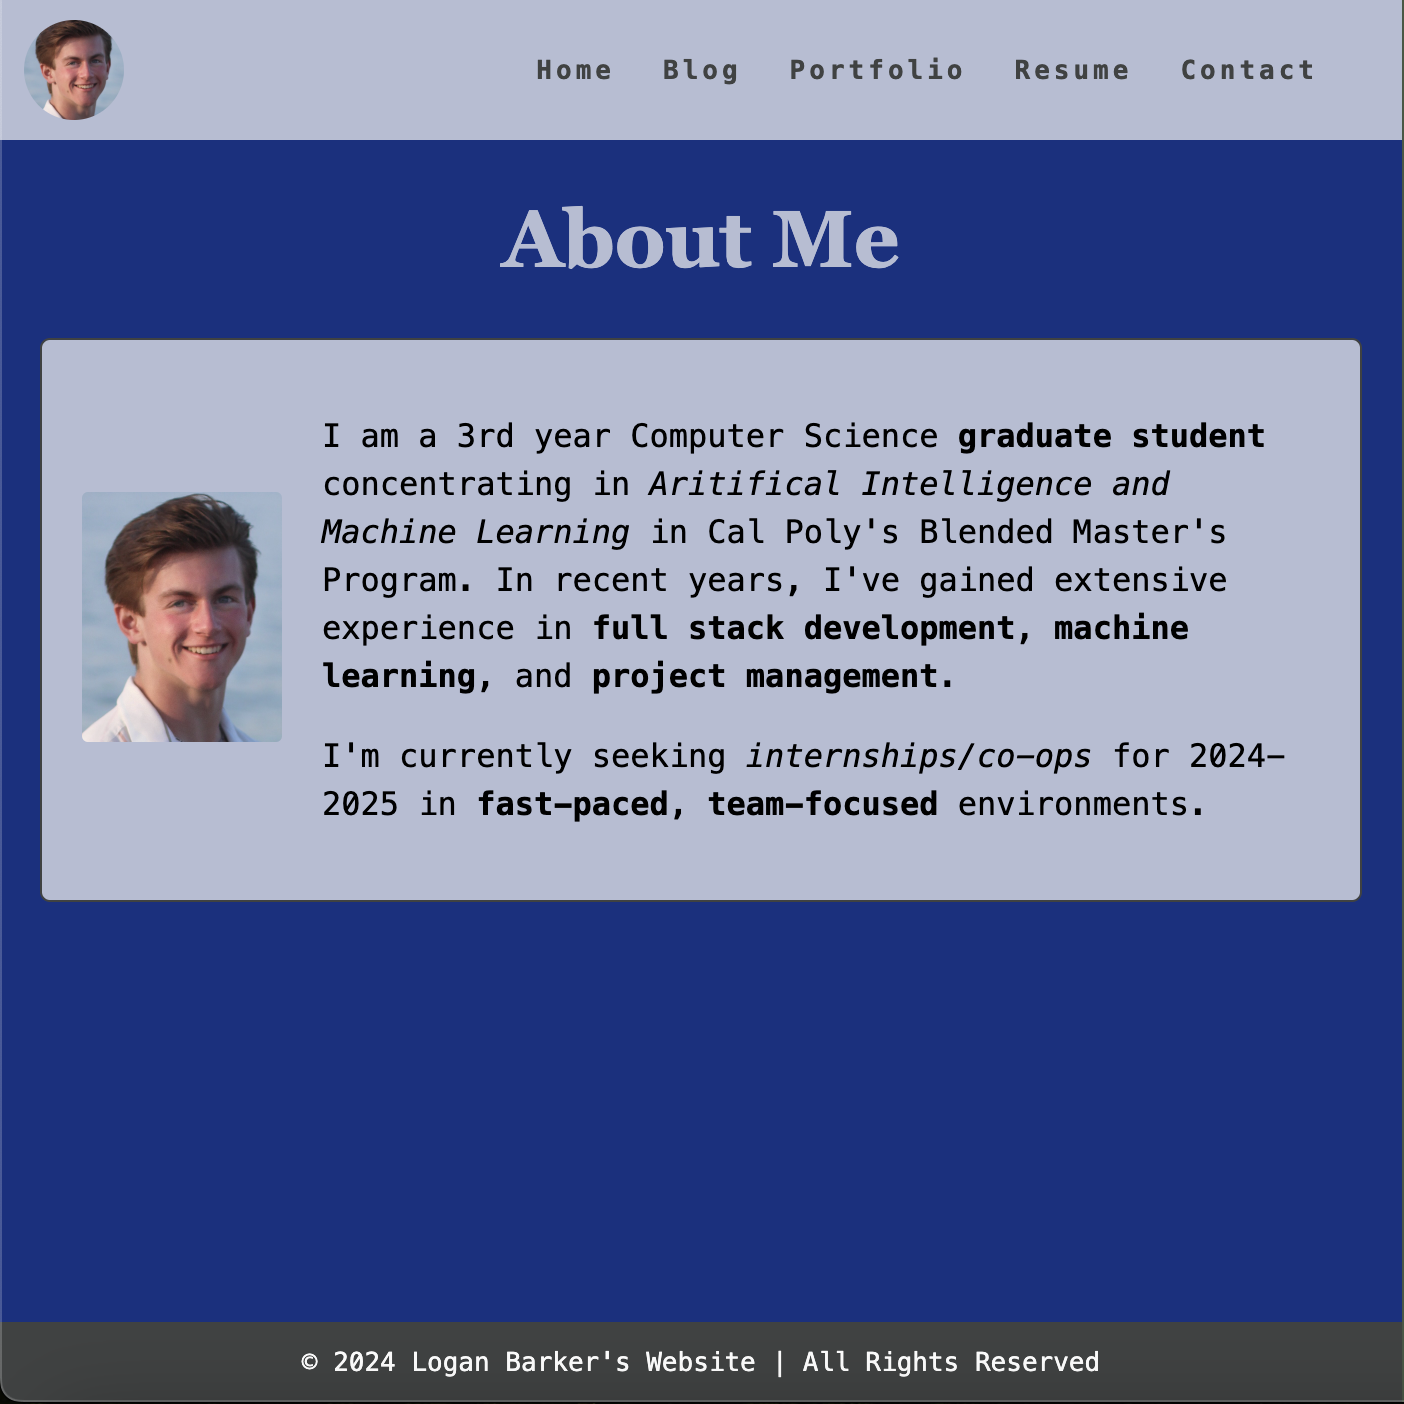 Home Blog Portfolio Resume Contact
About Me
I am a 3rd year Computer Science graduate student
concentrating in Aritifical Intelligence and
Machine Learning in Cal Poly's Blended Master's
Program. In recent years, I've gained extensive
experience in full stack development, machine
learning, and project management.
I'm currently seeking internships/co-ops for 2024-
2025 in fast-paced, team-focused environments.
© 2024 Logan Barker's Website | All Rights Reserved